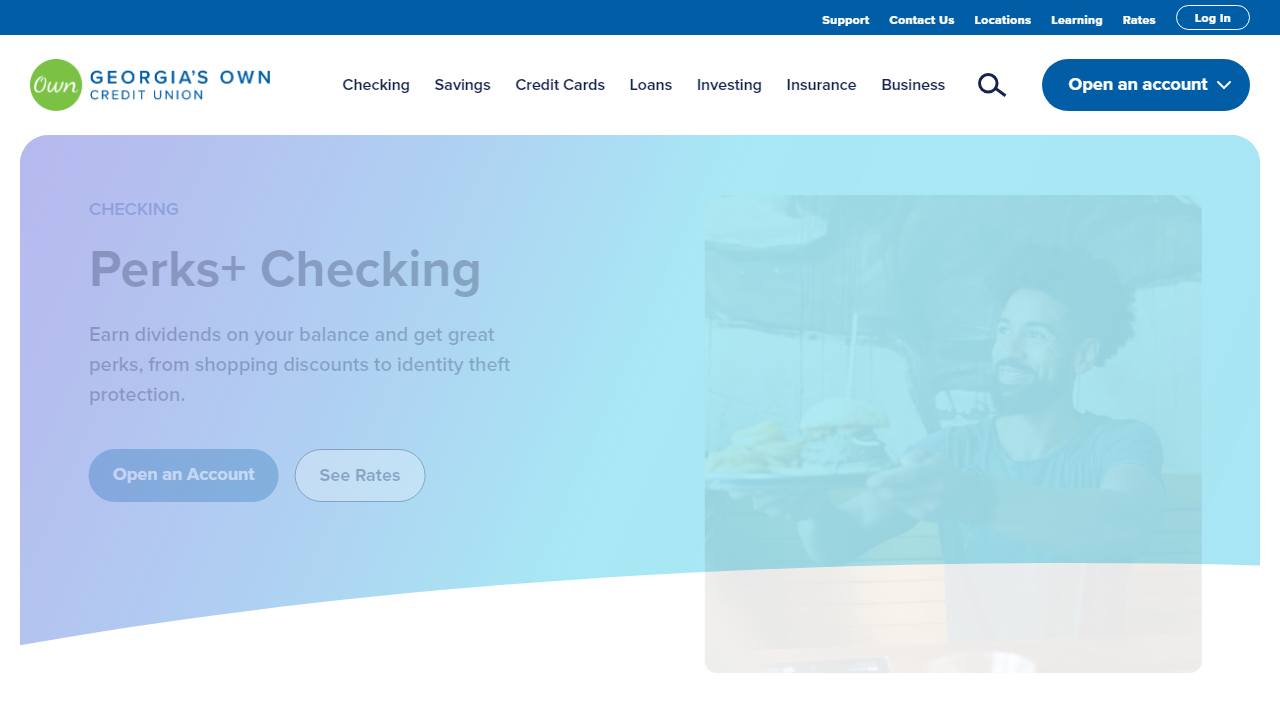 Support Contact Us Locations Learning Rates Log In
Own GEORGIA'S OWN
CREDIT UNION
Checking Savings Credit Cards Loans Investing Insurance Business Open an account
CHECKING
Perks+ Checking
Earn dividends on your balance and get great
perks, from shopping discounts to identity theft
protection.
Open an Account See Rates